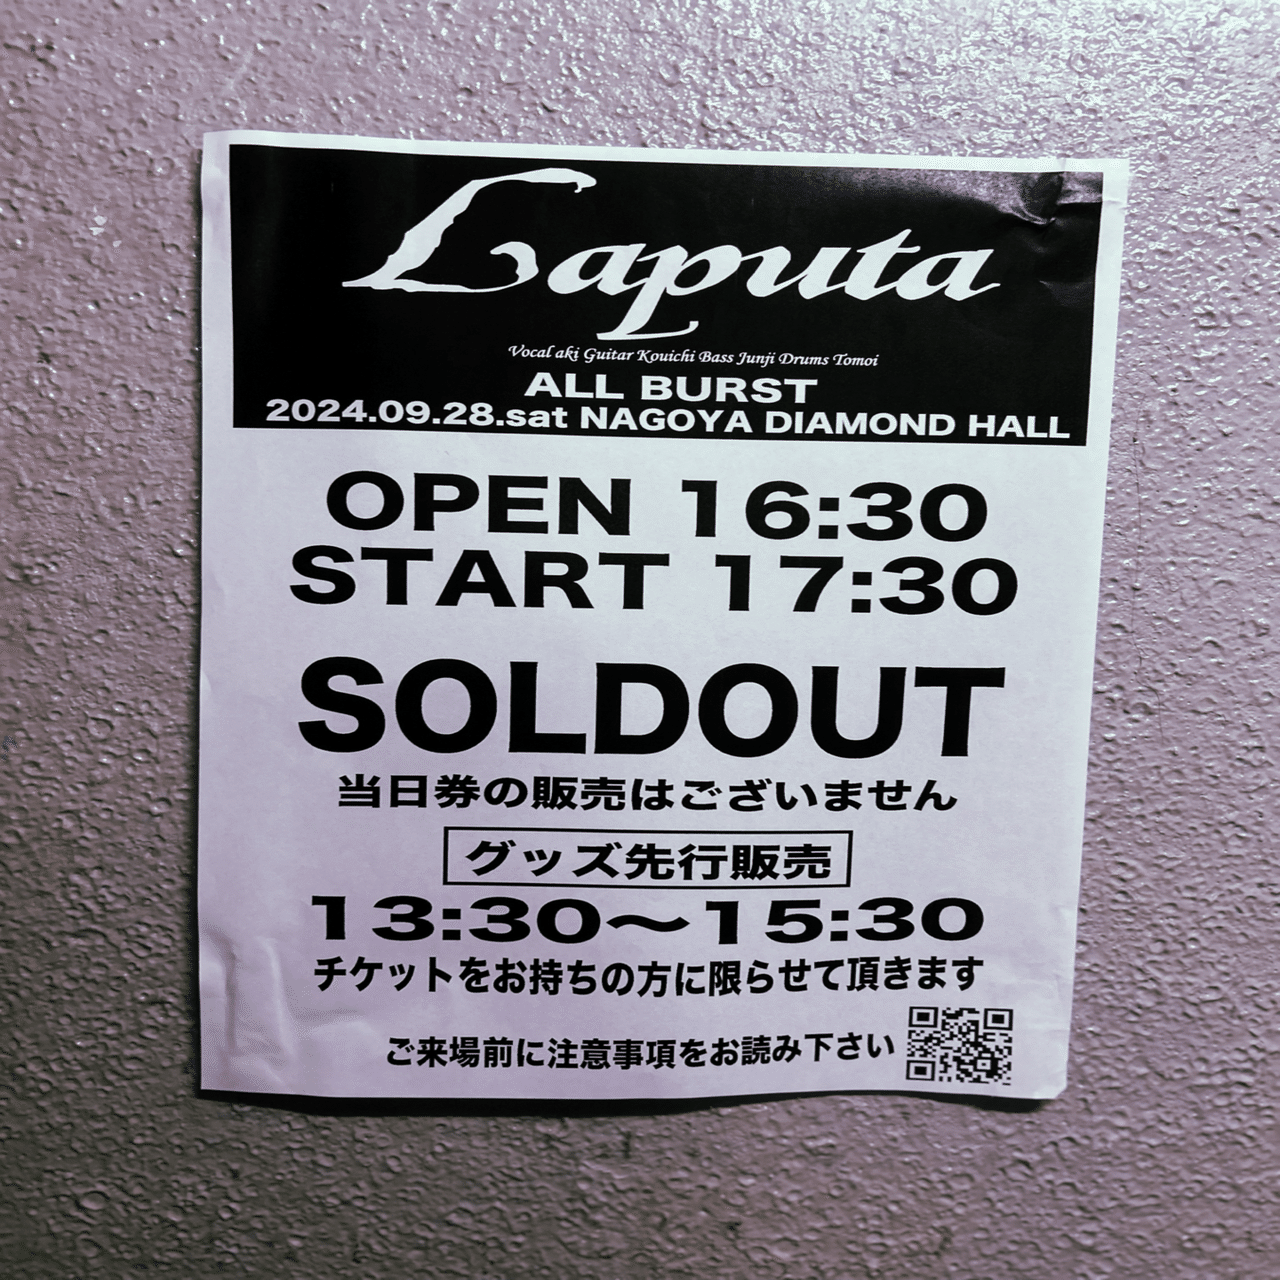 Laputa
Vocal aki Guitar Kouichi Bass Junji Drums Tomoi
ALL BURST
2024.09.28.sat NAGOYA DIAMOND HALL
OPEN 16:30
START 17:30
SOLDOUT
当日券の販売はございません
グッズ先行販売
13:30〜15:30
チケットをお持ちの方に限らせて頂きます
ご来場前に注意事項をお読み下さい